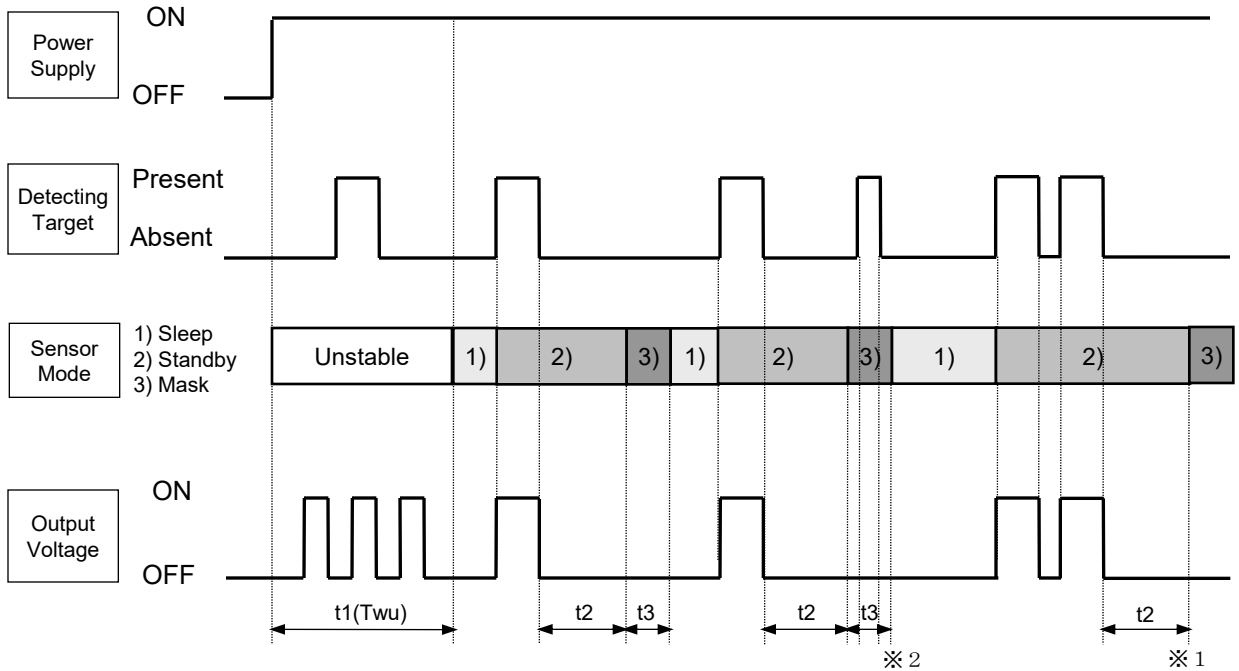 ON
Power
Supply
OFF
Present
Detecting
Target
Absent
Sensor
Mode
1) Sleep
2) Standby
3) Mask
Unstable
1)
2)
3)
1)
2)
3)
1)
2)
3)
ON
Output
Voltage
OFF
t1(Twu)
t2
t3
t2
t3
t2
※2
※1